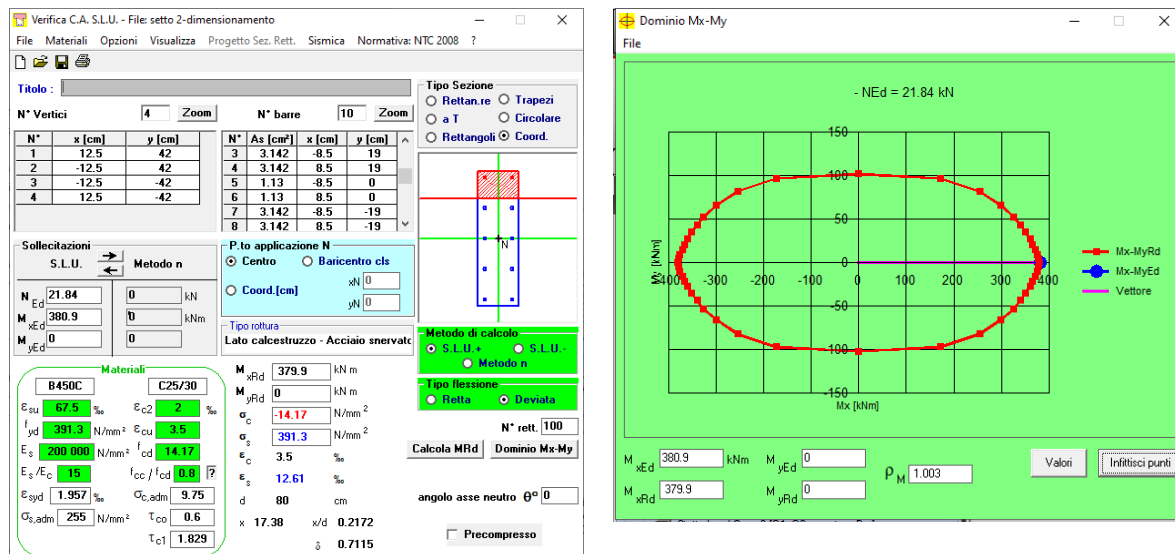 Verifica C.A. S.L.U. - File: setto 2-dimensionamento
File Materiali Opzioni Visualizza Progetto Sez. Rett. Sismica Normativa: NTC 2008 ?
Titolo :
N° Vertici 4 Zoom N° barre 10 Zoom
N° x [cm] y [cm]
1 12.5 42
2 -12.5 42
3 -12.5 -42
4 12.5 -42
N° As [cm²] x [cm] y [cm]
3 3.142 -8.5 19
4 3.142 8.5 19
5 1.13 -8.5 0
6 1.13 8.5 0
7 3.142 -8.5 -19
8 3.142 8.5 -19
Tipo Sezione
Rettan.re Trapezi
a T Circolare
Rettangoli Coord.
N
Sollecitazioni
S.L.U. Metodo n
N Ed 21.84 0 kN
M xEd 380.9 0 kNm
M yEd 0 0
P.to applicazione N
Centro Baricentro cls
Coord.[cm] xN 0
yN 0
Tipo rottura
Lato calcestruzzo - Acciaio snervato
Metodo di calcolo
S.L.U.+ S.L.U.-
Metodo n
Tipo flessione
Retta Deviata
N° rett. 100
Calcola MRd Dominio Mx-My
angolo asse neutro θ° 0
Precompresso
Materiali
B450C C25/30
εsu 67.5 ‰ εc2 2 ‰
fyd 391.3 N/mm² εcu 3.5
Es 200 000 N/mm² fcd 14.17
Es/Ec 15 fcc / fcd 0.8 ?
εsyd 1.957 ‰ σc,adm 9.75
σs,adm 255 N/mm² τco 0.6
τc1 1.829
M xRd 379.9 kN m
M yRd 0 kN m
σc -14.17 N/mm²
σs 391.3 N/mm²
εc 3.5 ‰
εs 12.61 ‰
d 80 cm
x 17.38 x/d 0.2172
δ 0.7115
Dominio Mx-My
File
- NEd = 21.84 kN
150
100
50
0
-50
-100
-150
-400 -300 -200 -100 0 100 200 300 400
My [kNm]
Mx [kNm]
Mx-MyRd
Mx-MyEd
Vettore
M xEd 380.9 kNm M yEd 0
M xRd 379.9 M yRd 0
ρM 1.003
Valori Infittisci punti